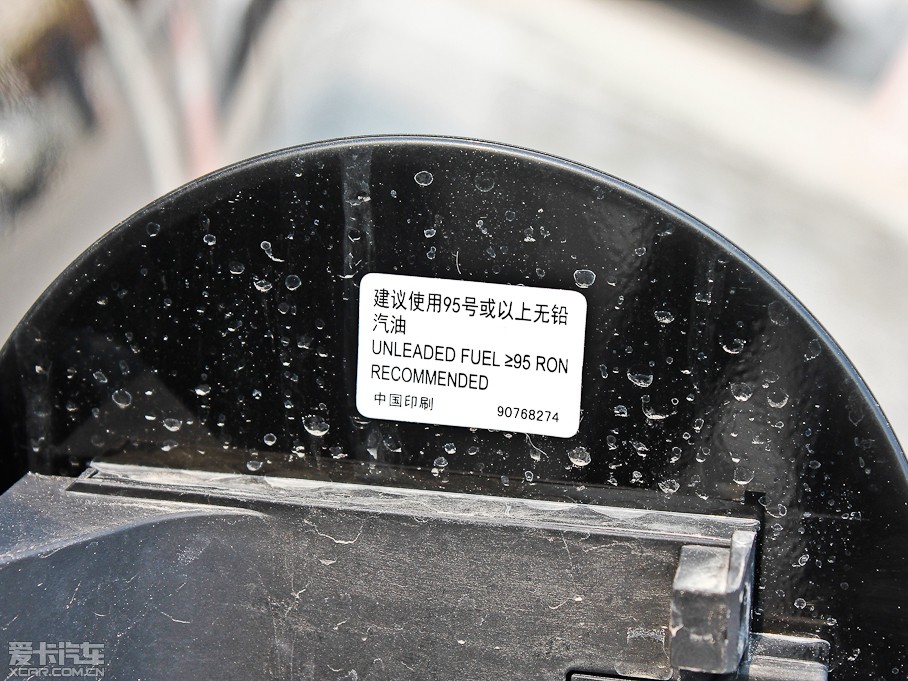 建议使用95号或以上无铅
汽油
UNLEADED FUEL ≥95 RON
RECOMMENDED
中国印刷 90768274
爱卡汽车
XCAR.COM.CN